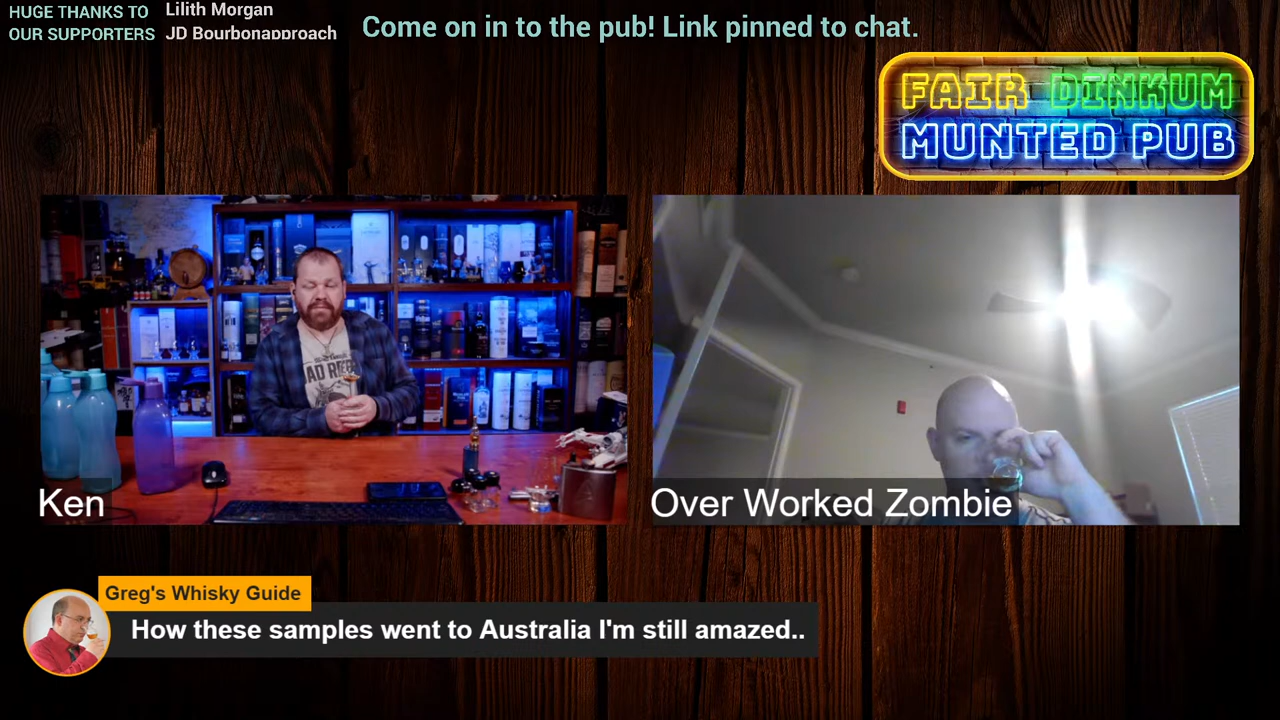 HUGE THANKS TO
OUR SUPPORTERS
Lilith Morgan
JD Bourbonapproach
Come on in to the pub! Link pinned to chat.
FAIR DINKUM
MUNTED PUB
Ken
Over Worked Zombie
Greg's Whisky Guide
How these samples went to Australia I'm still amazed..